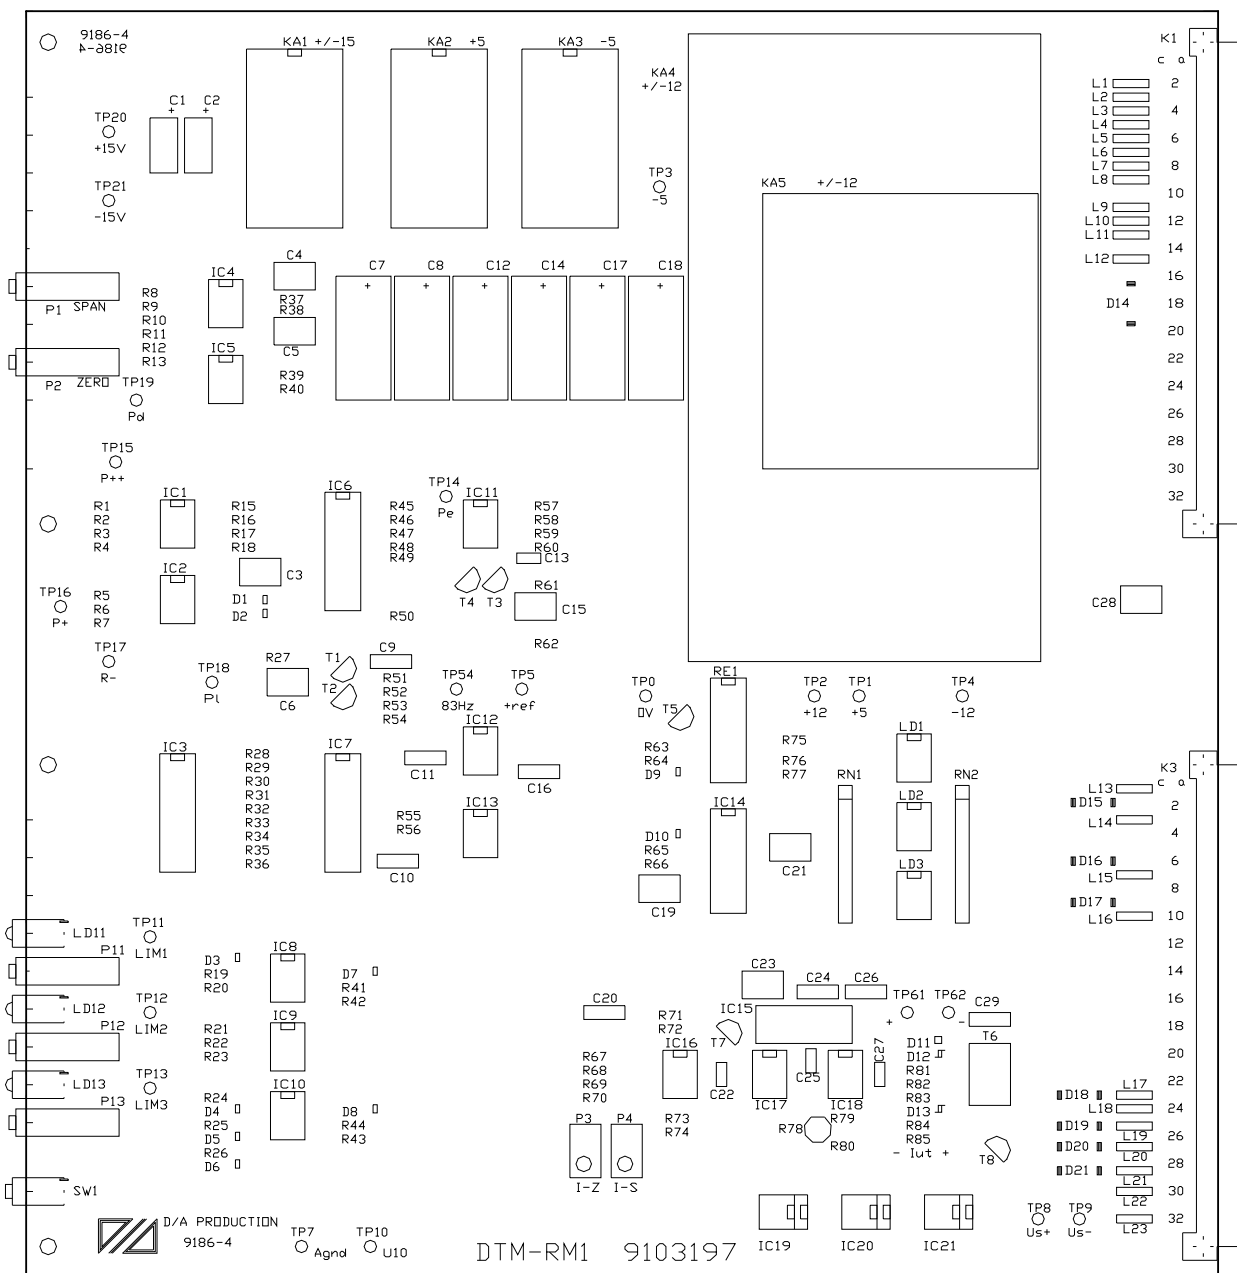 9186-4
9186-4
KA1 +/-15
KA2 +5
KA3 -5
KA4
+/-12
K1
c a
C1
C2
+
+
TP20
+15V
TP21
-15V
TP3
-5
KA5 +/-12
L1
L2
L3
L4
L5
L6
L7
L8
L9
L10
L11
L12
D14
2
4
6
8
10
12
14
16
18
20
22
24
26
28
30
32
P1 SPAN
P2 ZERO
R8
R9
R10
R11
R12
R13
IC4
IC5
C4
R37
R38
C5
R39
R40
C7
C8
C12
C14
C17
C18
+
+
+
+
+
+
TP19
Pd
TP15
P++
R1
R2
R3
R4
IC1
R15
R16
R17
R18
IC6
R45
R46
R47
R48
R49
TP14
Pe
IC11
R57
R58
R59
R60
C13
IC2
C3
D1
D2
T4
T3
R61
C15
R50
R62
TP16
P+
R5
R6
R7
TP17
R-
TP18
Pi
R27
C6
T1
T2
C9
R51
R52
R53
R54
TP54
83Hz
TP5
+ref
C28
TP0
0V
T5
RE1
TP2
+12
TP1
+5
TP4
-12
IC3
R28
R29
R30
R31
R32
R33
R34
R35
R36
IC7
C11
IC12
C16
IC13
R55
R56
C10
R63
R64
D9
D10
R65
R66
C19
R75
R76
R77
IC14
C21
RN1
LD1
LD2
LD3
RN2
K3
c a
L13
D15
L14
D16
L15
D17
L16
2
4
6
8
10
12
14
16
18
20
22
24
26
28
30
32
LD11
TP11
LIM1
P11
LD12
TP12
LIM2
P12
LD13
TP13
LIM3
P13
SW1
D3
R19
R20
IC8
D7
R41
R42
R21
R22
R23
IC9
R24
D4
R25
D5
R26
D6
IC10
D8
R44
R43
C20
R67
R68
R69
R70
R71
R72
IC16
R73
R74
P3
P4
I-Z
I-S
C23
C24
C26
IC15
T7
C22
IC17
C25
IC18
C27
R78
R79
R80
TP61
TP62
+
-
C29
T6
D11
D12
R81
R82
R83
D13
R84
R85
- Iut +
T8
L17
D18
L18
D19
L19
D20
L20
D21
L21
L22
L23
IC19
IC20
IC21
TP8
Us+
TP9
Us-
D/A PRODUCTION
9186-4
TP7
Agnd
TP10
U10
DTM-RM1 9103197